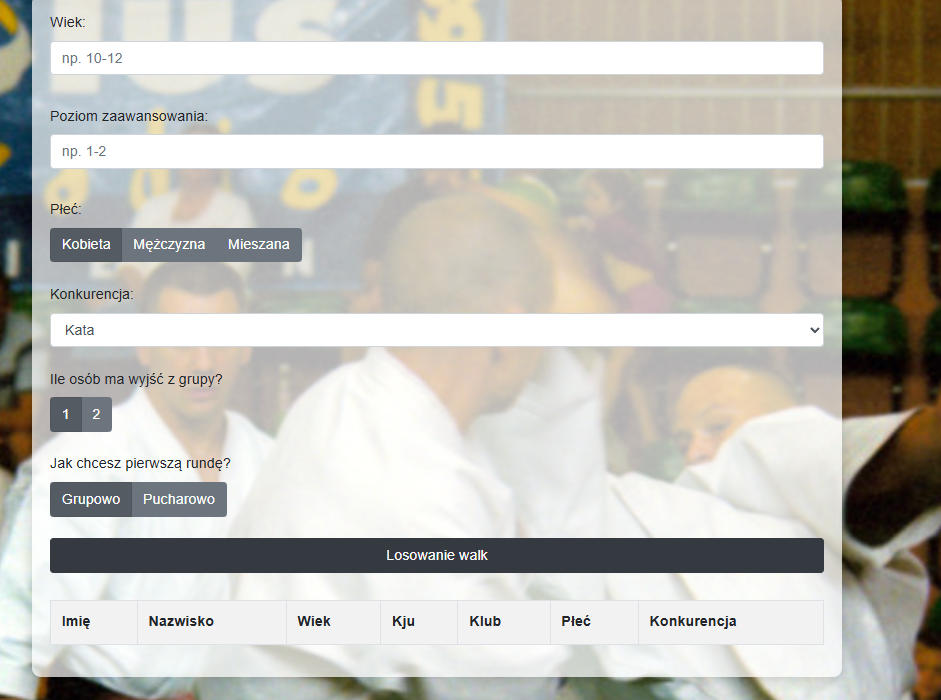 Wiek:
np. 10-12
Poziom zaawansowania:
np. 1-2
Płeć:
Kobieta Mężczyzna Mieszana
Konkurencja:
Kata
Ile osób ma wyjść z grupy?
1 2
Jak chcesz pierwszą rundę?
Grupowo Pucharowo
Losowanie walk
Imię Nazwisko Wiek Kju Klub Płeć Konkurencja